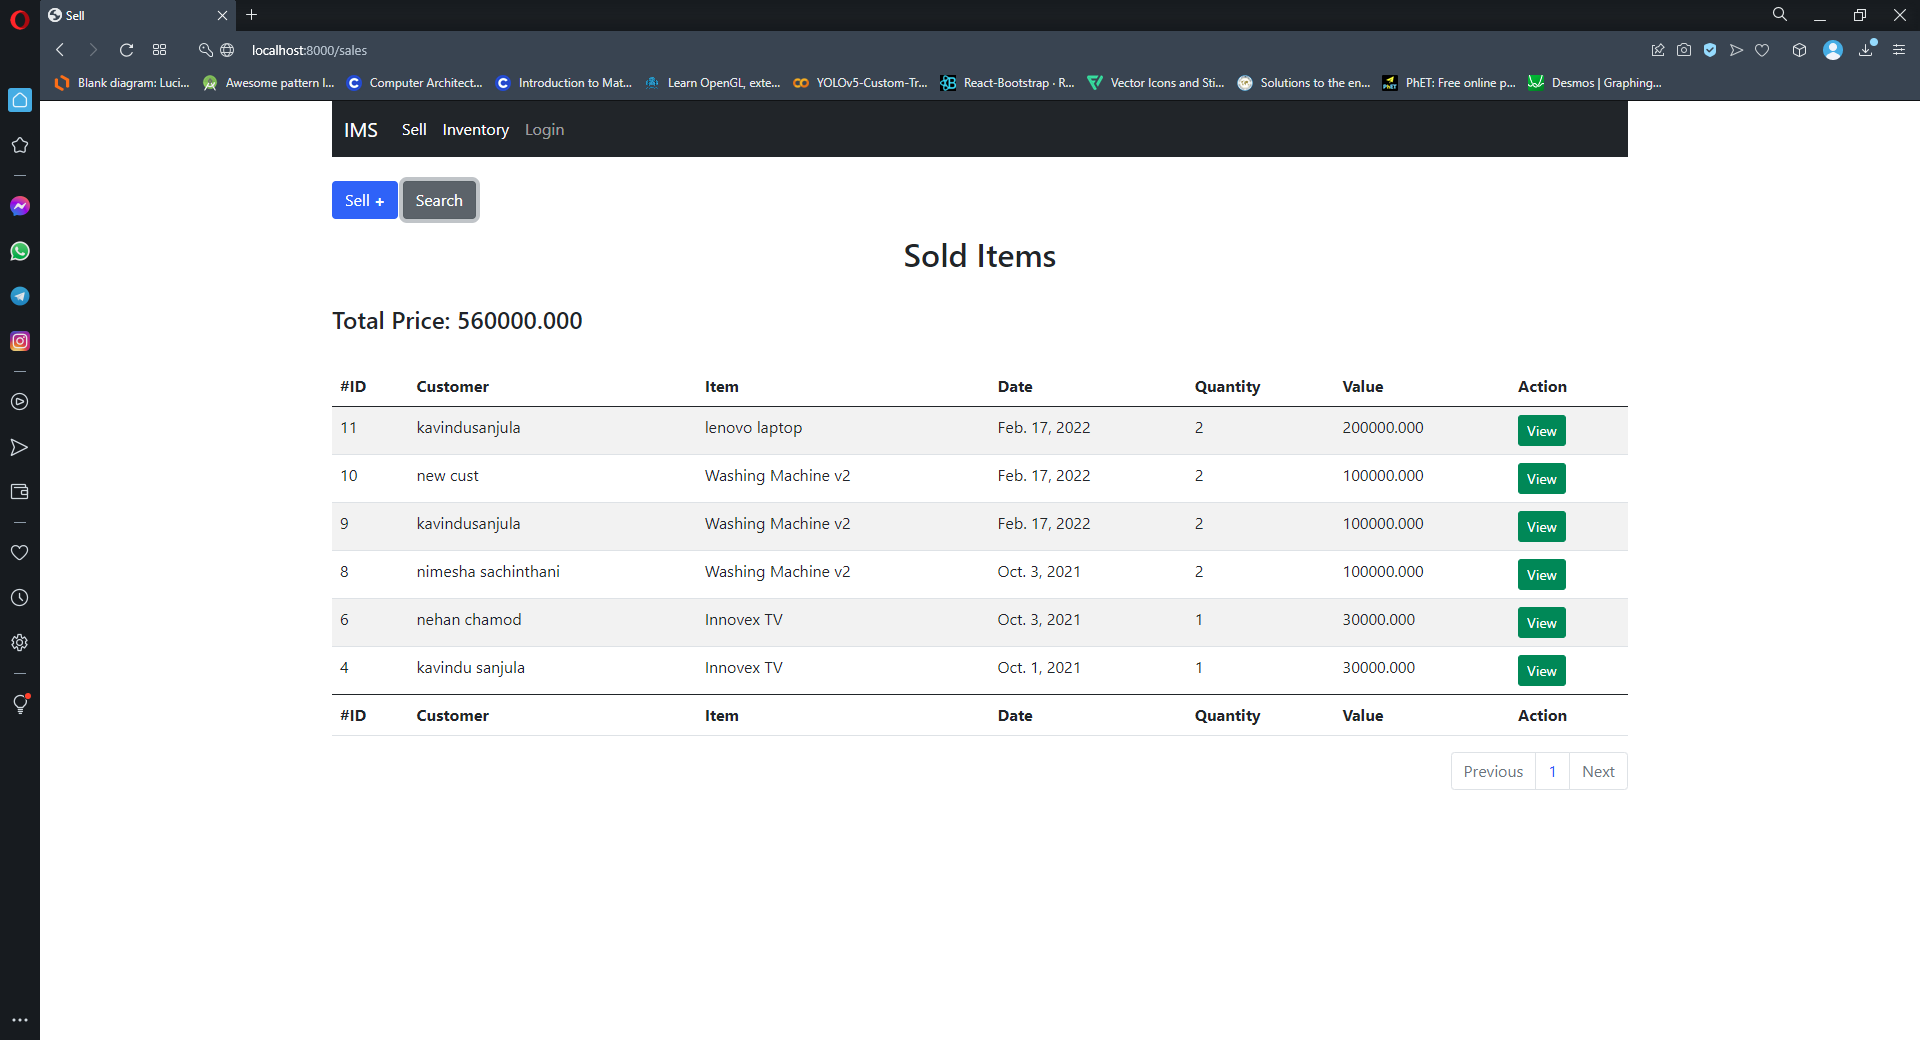 Sell
localhost:8000/sales
Blank diagram: Luci... Awesome pattern l... Computer Architect... Introduction to Mat... Learn OpenGL, exte... YOLOv5-Custom-Tr... React-Bootstrap · R... Vector Icons and Sti... Solutions to the en... PhET: Free online p... Desmos | Graphing...
IMS Sell Inventory Login
Sell + Search
Sold Items
Total Price: 560000.000
#ID Customer Item Date Quantity Value Action
11 kavindusanjula lenovo laptop Feb. 17, 2022 2 200000.000 View
10 new cust Washing Machine v2 Feb. 17, 2022 2 100000.000 View
9 kavindusanjula Washing Machine v2 Feb. 17, 2022 2 100000.000 View
8 nimesha sachinthani Washing Machine v2 Oct. 3, 2021 2 100000.000 View
6 nehan chamod Innovex TV Oct. 3, 2021 1 30000.000 View
4 kavindu sanjula Innovex TV Oct. 1, 2021 1 30000.000 View
#ID Customer Item Date Quantity Value Action
Previous 1 Next